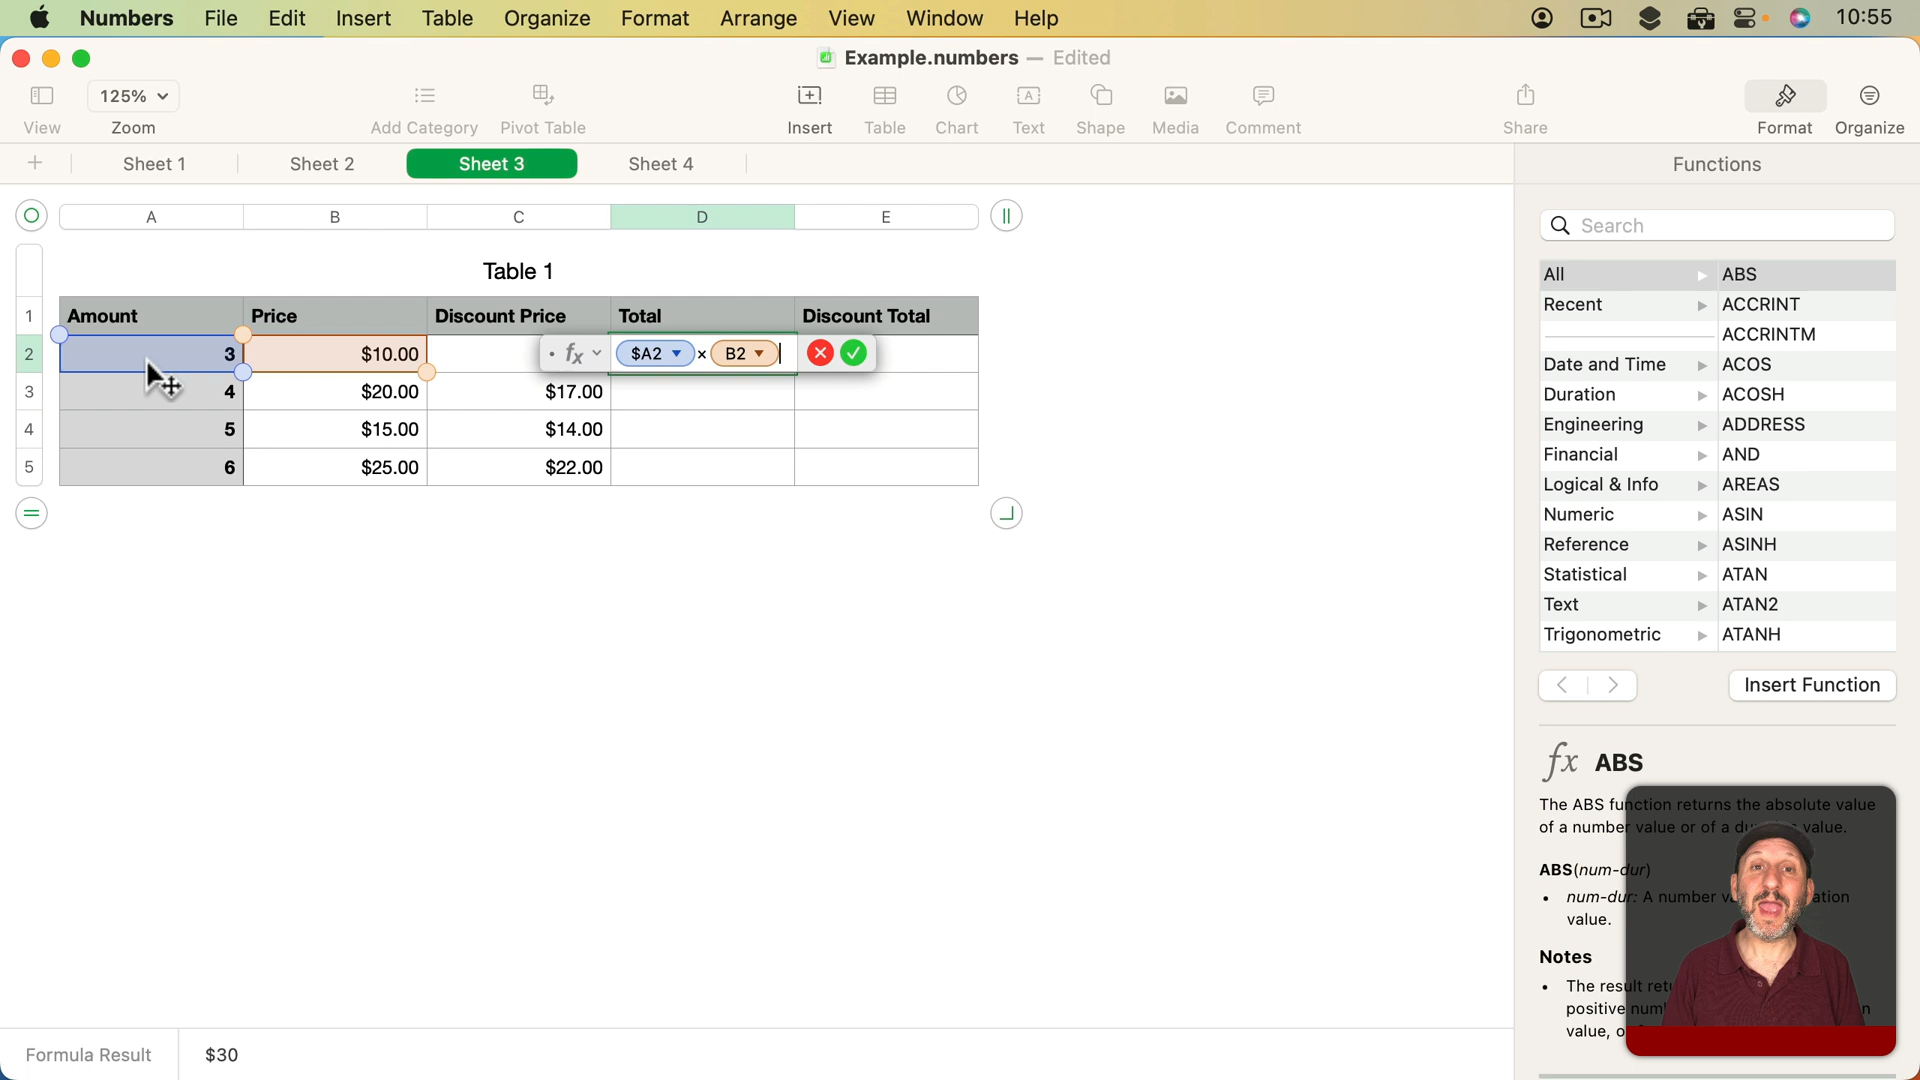 Numbers File Edit Insert Table Organize Format Arrange View Window Help 10:55
Example.numbers — Edited
125%
View Zoom Add Category Pivot Table Insert Table Chart Text Shape Media Comment Share Format Organize
Sheet 1 Sheet 2 Sheet 3 Sheet 4 Functions
A B C D E
Search
Table 1
1 Amount Price Discount Price Total Discount Total
2 3 $10.00 fx $A2 × B2
3 4 $20.00 $17.00
4 5 $15.00 $14.00
5 6 $25.00 $22.00
All ABS
Recent ACCRINT
ACCRINTM
Date and Time ACOS
Duration ACOSH
Engineering ADDRESS
Financial AND
Logical & Info AREAS
Numeric ASIN
Reference ASINH
Statistical ATAN
Text ATAN2
Trigonometric ATANH
Insert Function
fx ABS
The ABS function returns the absolute value
of a number value or of a value.
ABS(num-dur)
• num-dur: A number
value.
Notes
• The result
positive
value,
Formula Result $30